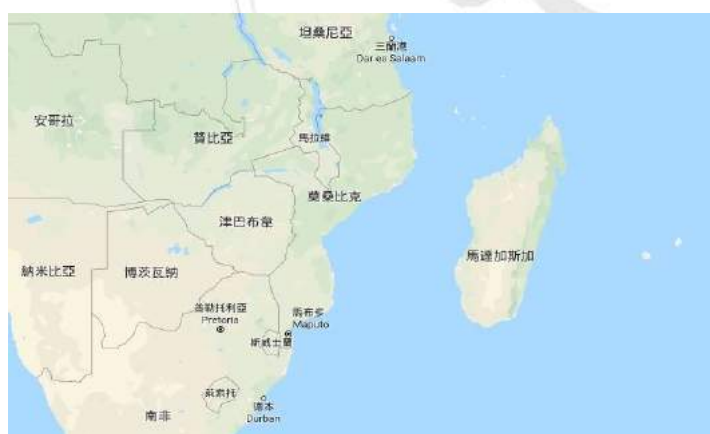 坦桑尼亞
三蘭港
Dar es Salaam
安哥拉
贊比亞
馬拉維
莫桑比克
津巴布韋
馬達加斯加
納米比亞
博茨瓦納
普勒托利亞
Pretoria
馬布多
Maputo
斯威士蘭
萊索托
德本
Durban
南非